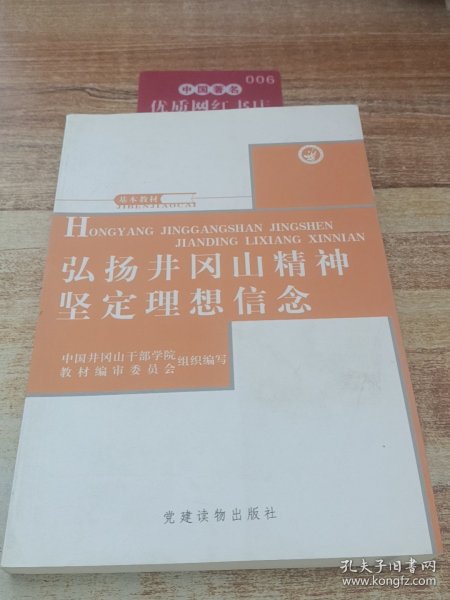 006
中国著名
优质网红书店
基本教材
JIBENJIAOCAI
HONGYANG JINGGANGSHAN JINGSHEN
JIANDING LIXIANG XINNIAN
弘扬井冈山精神
坚定理想信念
中国井冈山干部学院
教材编审委员会
组织编写
党建读物出版社
孔夫子旧书网
www.kongfz.com